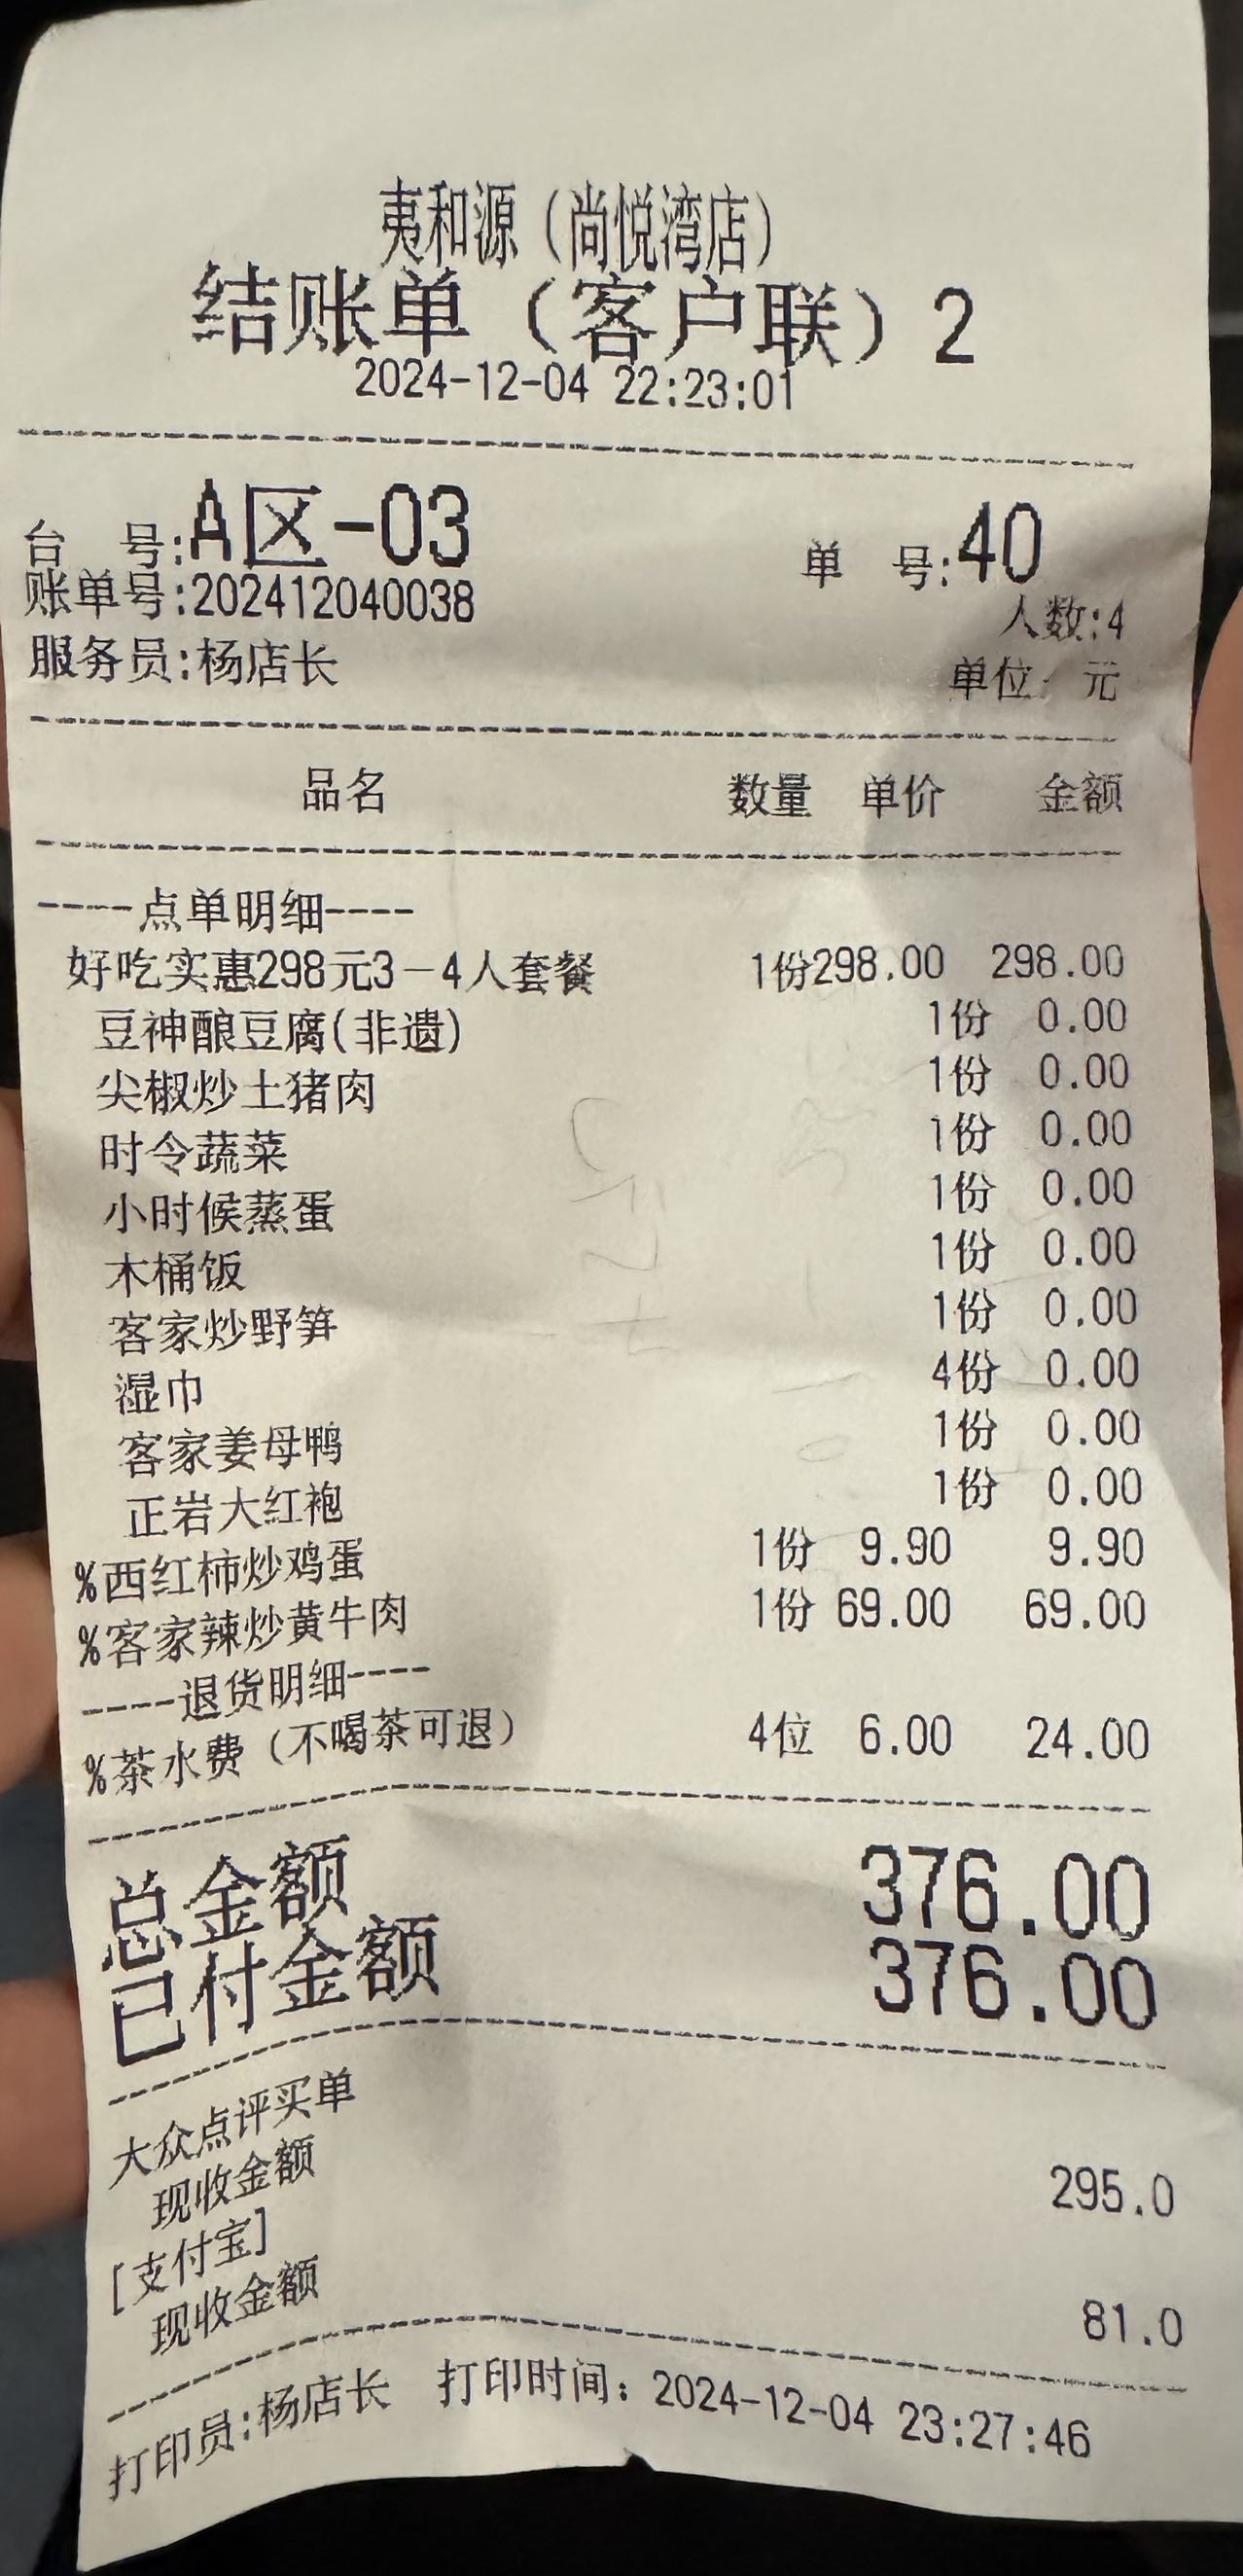 夷和源（尚悦湾店）
结账单（客户联）2
2024-12-04 22:23:01
台 号:A区-03 单 号:40
账单号:202412040038 人数:4
服务员:杨店长 单位 元
品名 数量 单价 金额
----点单明细----
好吃实惠298元3－4人套餐 1份298.00 298.00
豆神酿豆腐(非遗) 1份 0.00
尖椒炒土猪肉 1份 0.00
时令蔬菜 1份 0.00
小时候蒸蛋 1份 0.00
木桶饭 1份 0.00
客家炒野笋 1份 0.00
湿巾 4份 0.00
客家姜母鸭 1份 0.00
正岩大红袍 1份 0.00
%西红柿炒鸡蛋 1份 9.90 9.90
%客家辣炒黄牛肉 1份 69.00 69.00
----退货明细----
%茶水费（不喝茶可退） 4位 6.00 24.00
总金额 376.00
已付金额 376.00
大众点评买单
现收金额 295.0
[支付宝]
现收金额 81.0
打印员:杨店长 打印时间：2024-12-04 23:27:46